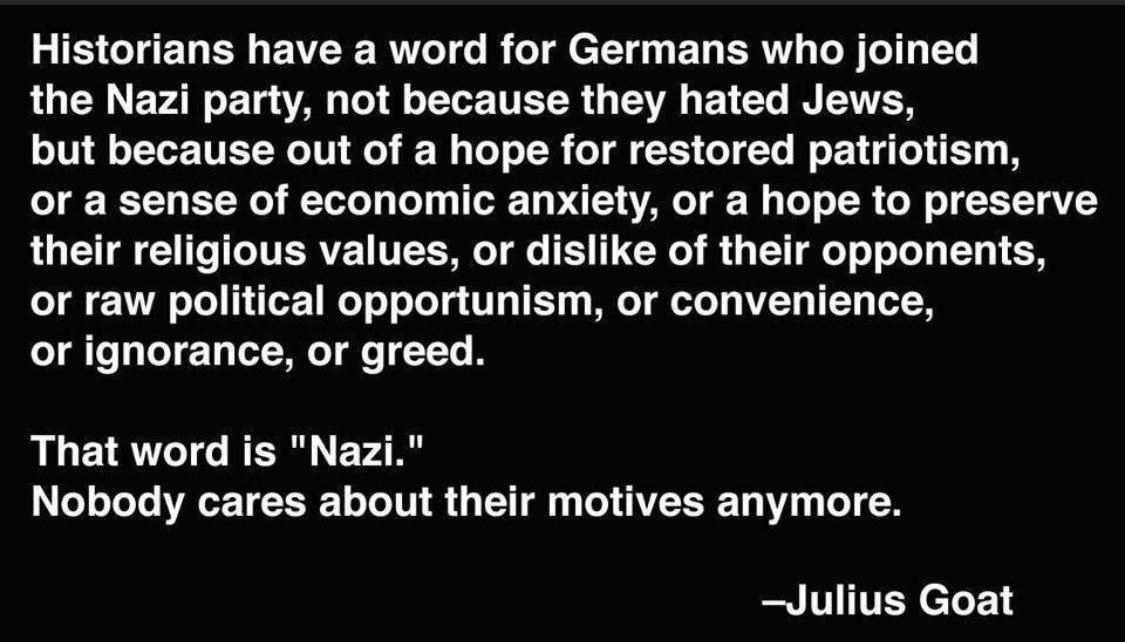 Historians have a word for Germans who joined
the Nazi party, not because they hated Jews,
but because out of a hope for restored patriotism,
or a sense of economic anxiety, or a hope to preserve
their religious values, or dislike of their opponents,
or raw political opportunism, or convenience,
or ignorance, or greed.
That word is "Nazi."
Nobody cares about their motives anymore.
–Julius Goat